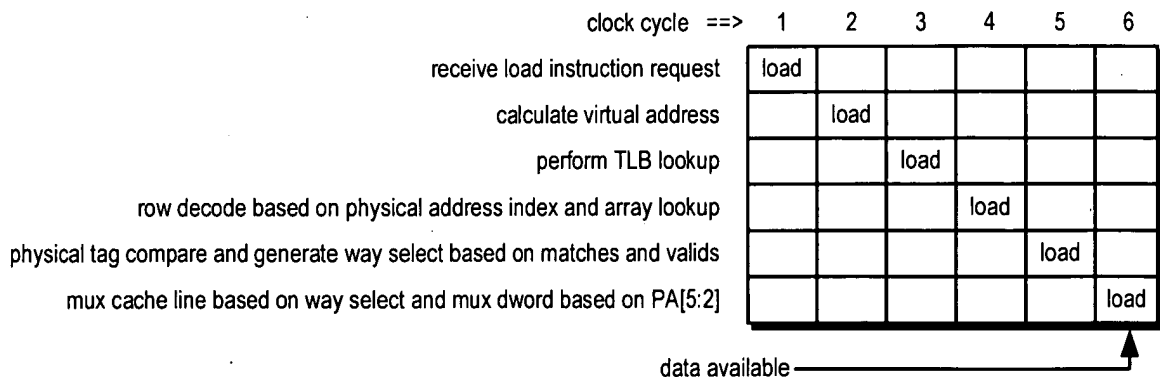 clock cycle ==> 1 2 3 4 5 6
receive load instruction request load
calculate virtual address load
perform TLB lookup load
row decode based on physical address index and array lookup load
physical tag compare and generate way select based on matches and valids load
mux cache line based on way select and mux dword based on PA[5:2] load
data available